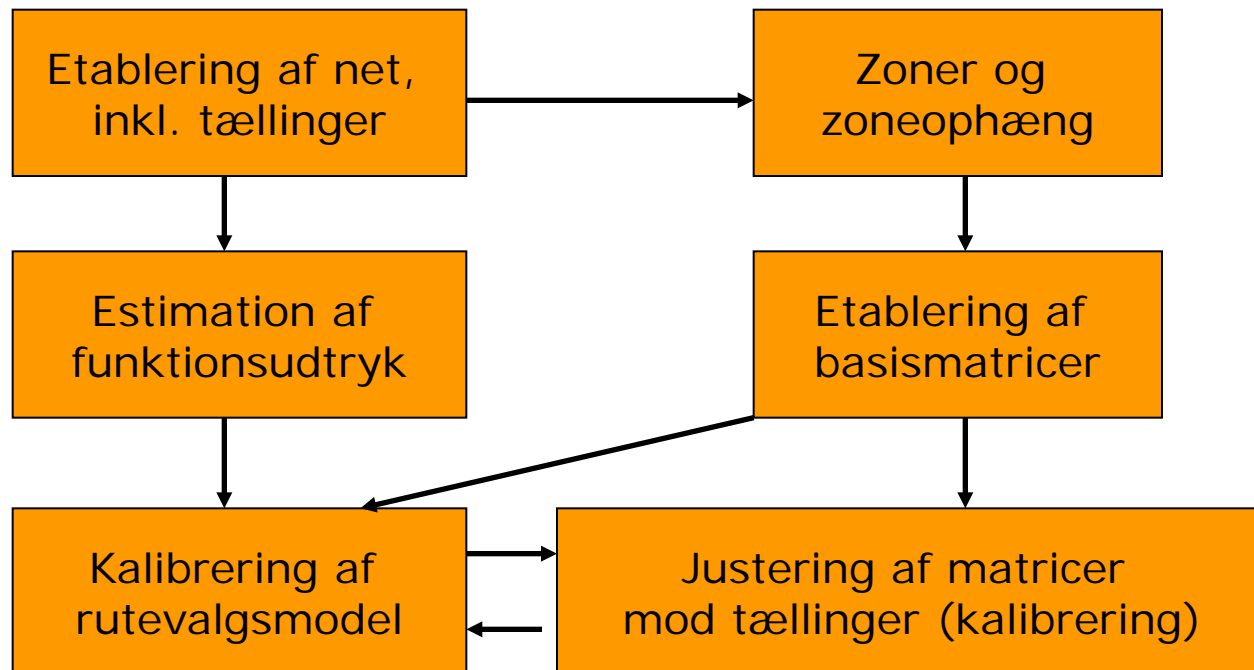 Etablering af net,
inkl. tællinger
Zoner og
zoneophæng
Estimation af
funktionsudtryk
Etablering af
basismatricer
Kalibrering af
rutevalgsmodel
Justering af matricer
mod tællinger (kalibrering)